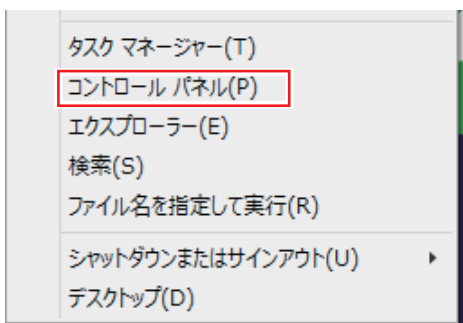 タスク マネージャー(T)
コントロール パネル(P)
エクスプローラー(E)
検索(S)
ファイル名を指定して実行(R)
シャットダウンまたはサインアウト(U)
デスクトップ(D)